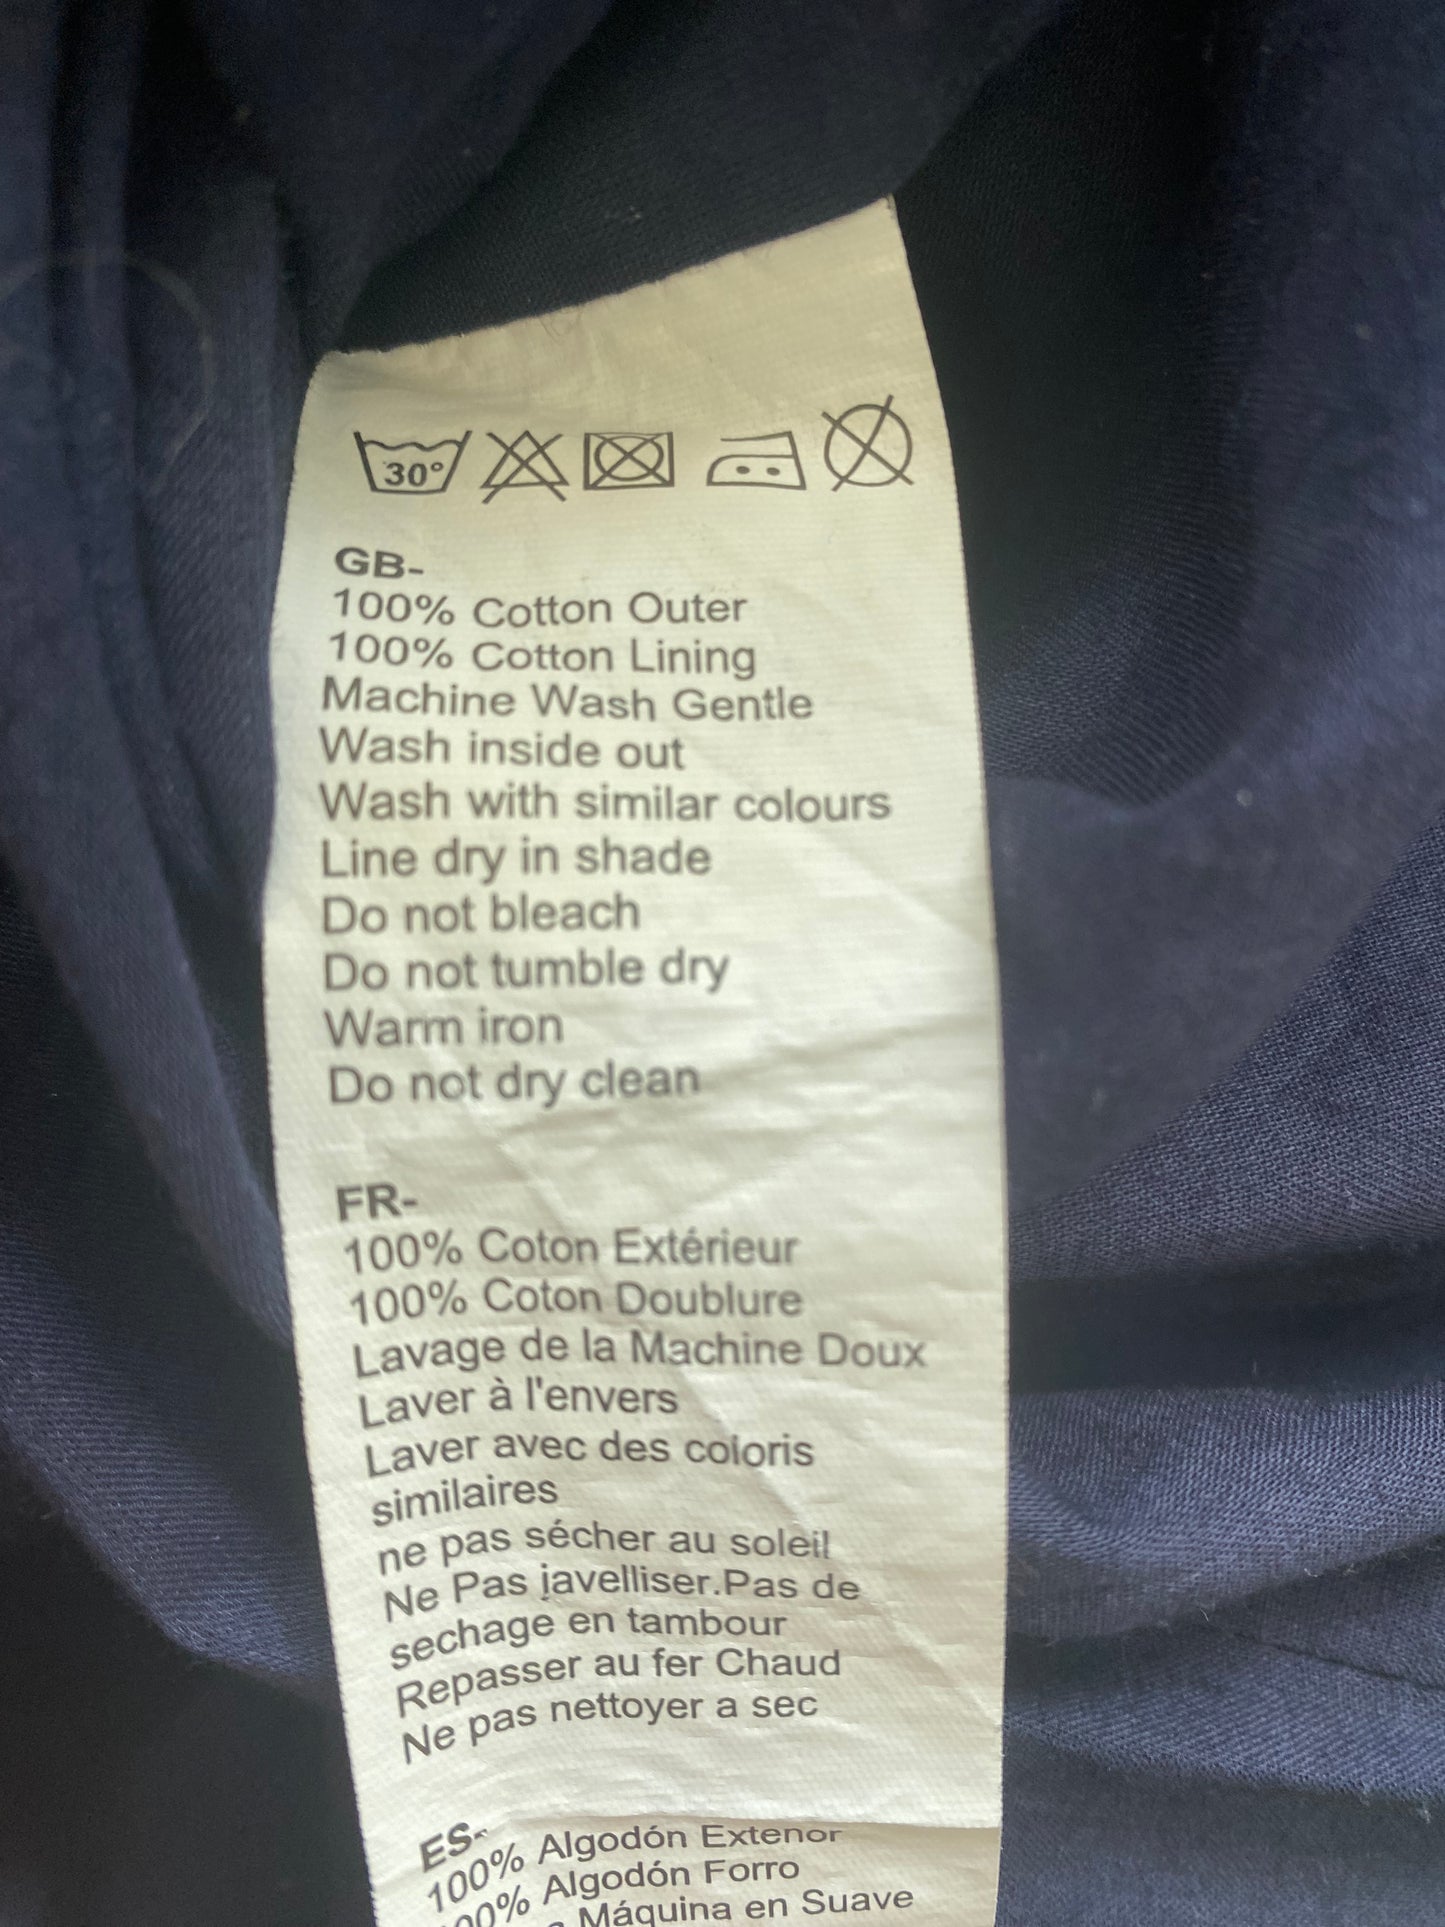 30°
GB-
100% Cotton Outer
100% Cotton Lining
Machine Wash Gentle
Wash inside out
Wash with similar colours
Line dry in shade
Do not bleach
Do not tumble dry
Warm iron
Do not dry clean
FR-
100% Coton Extérieur
100% Coton Doublure
Lavage de la Machine Doux
Laver à l'envers
Laver avec des coloris
similaires
ne pas sécher au soleil
Ne Pas javelliser.Pas de
sechage en tambour
Repasser au fer Chaud
Ne pas nettoyer a sec
ES-
100% Algodón Exterior
100% Algodón Forro
Máquina en Suave